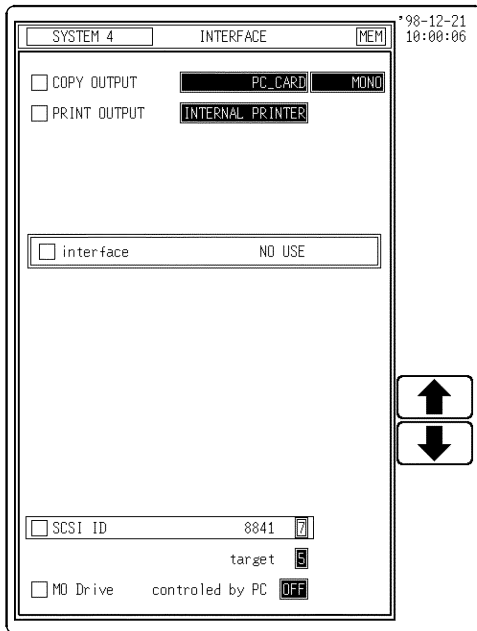 '98-12-21
SYSTEM 4 INTERFACE MEM 10:00:06
COPY OUTPUT PC_CARD MONO
PRINT OUTPUT INTERNAL PRINTER
interface NO USE
SCSI ID 8841 7
target 5
MO Drive controled by PC OFF